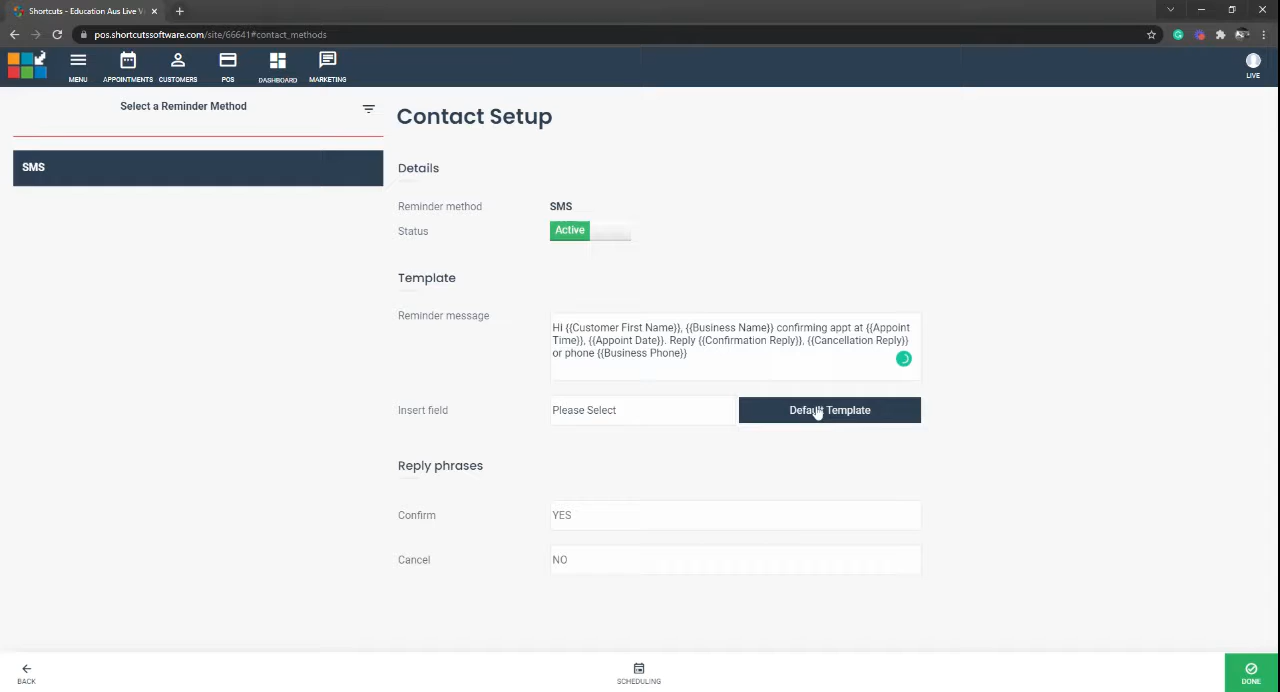 Shortcuts - Education Aus Live V
pos.shortcutssoftware.com/site/66641#contact_methods
MENU
APPOINTMENTS
CUSTOMERS
POS
DASHBOARD
MARKETING
LIVE
Select a Reminder Method
SMS
Contact Setup
Details
Reminder method
SMS
Status
Active
Template
Reminder message
Hi {{Customer First Name}}, {{Business Name}} confirming appt at {{Appoint
Time}}, {{Appoint Date}}. Reply {{Confirmation Reply}}, {{Cancellation Reply}}
or phone {{Business Phone}}
Insert field
Please Select
Default Template
Reply phrases
Confirm
YES
Cancel
NO
BACK
SCHEDULING
DONE